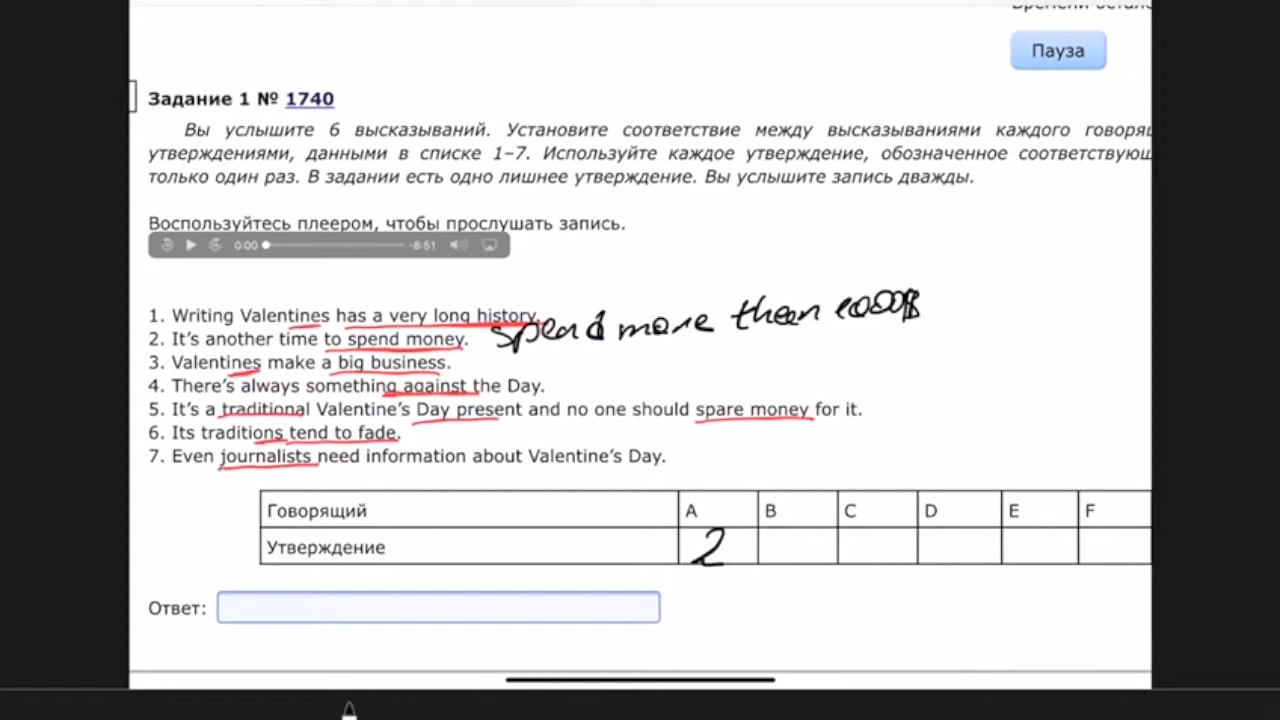 Пауза
Задание 1 № 1740
Вы услышите 6 высказываний. Установите соответствие между высказываниями каждого
утверждениями, данными в списке 1–7. Используйте каждое утверждение, обозначенное
только один раз. В задании есть одно лишнее утверждение. Вы услышите запись дважды.
Воспользуйтесь плеером, чтобы прослушать запись.
0:00 -8:51
1. Writing Valentines has a very long history.
spend more than
2. It's another time to spend money.
3. Valentines make a big business.
4. There's always something against the Day.
5. It's a traditional Valentine's Day present and no one should spare money for it.
6. Its traditions tend to fade.
7. Even journalists need information about Valentine's Day.
Говорящий A B C D E F
Утверждение 2
Ответ: